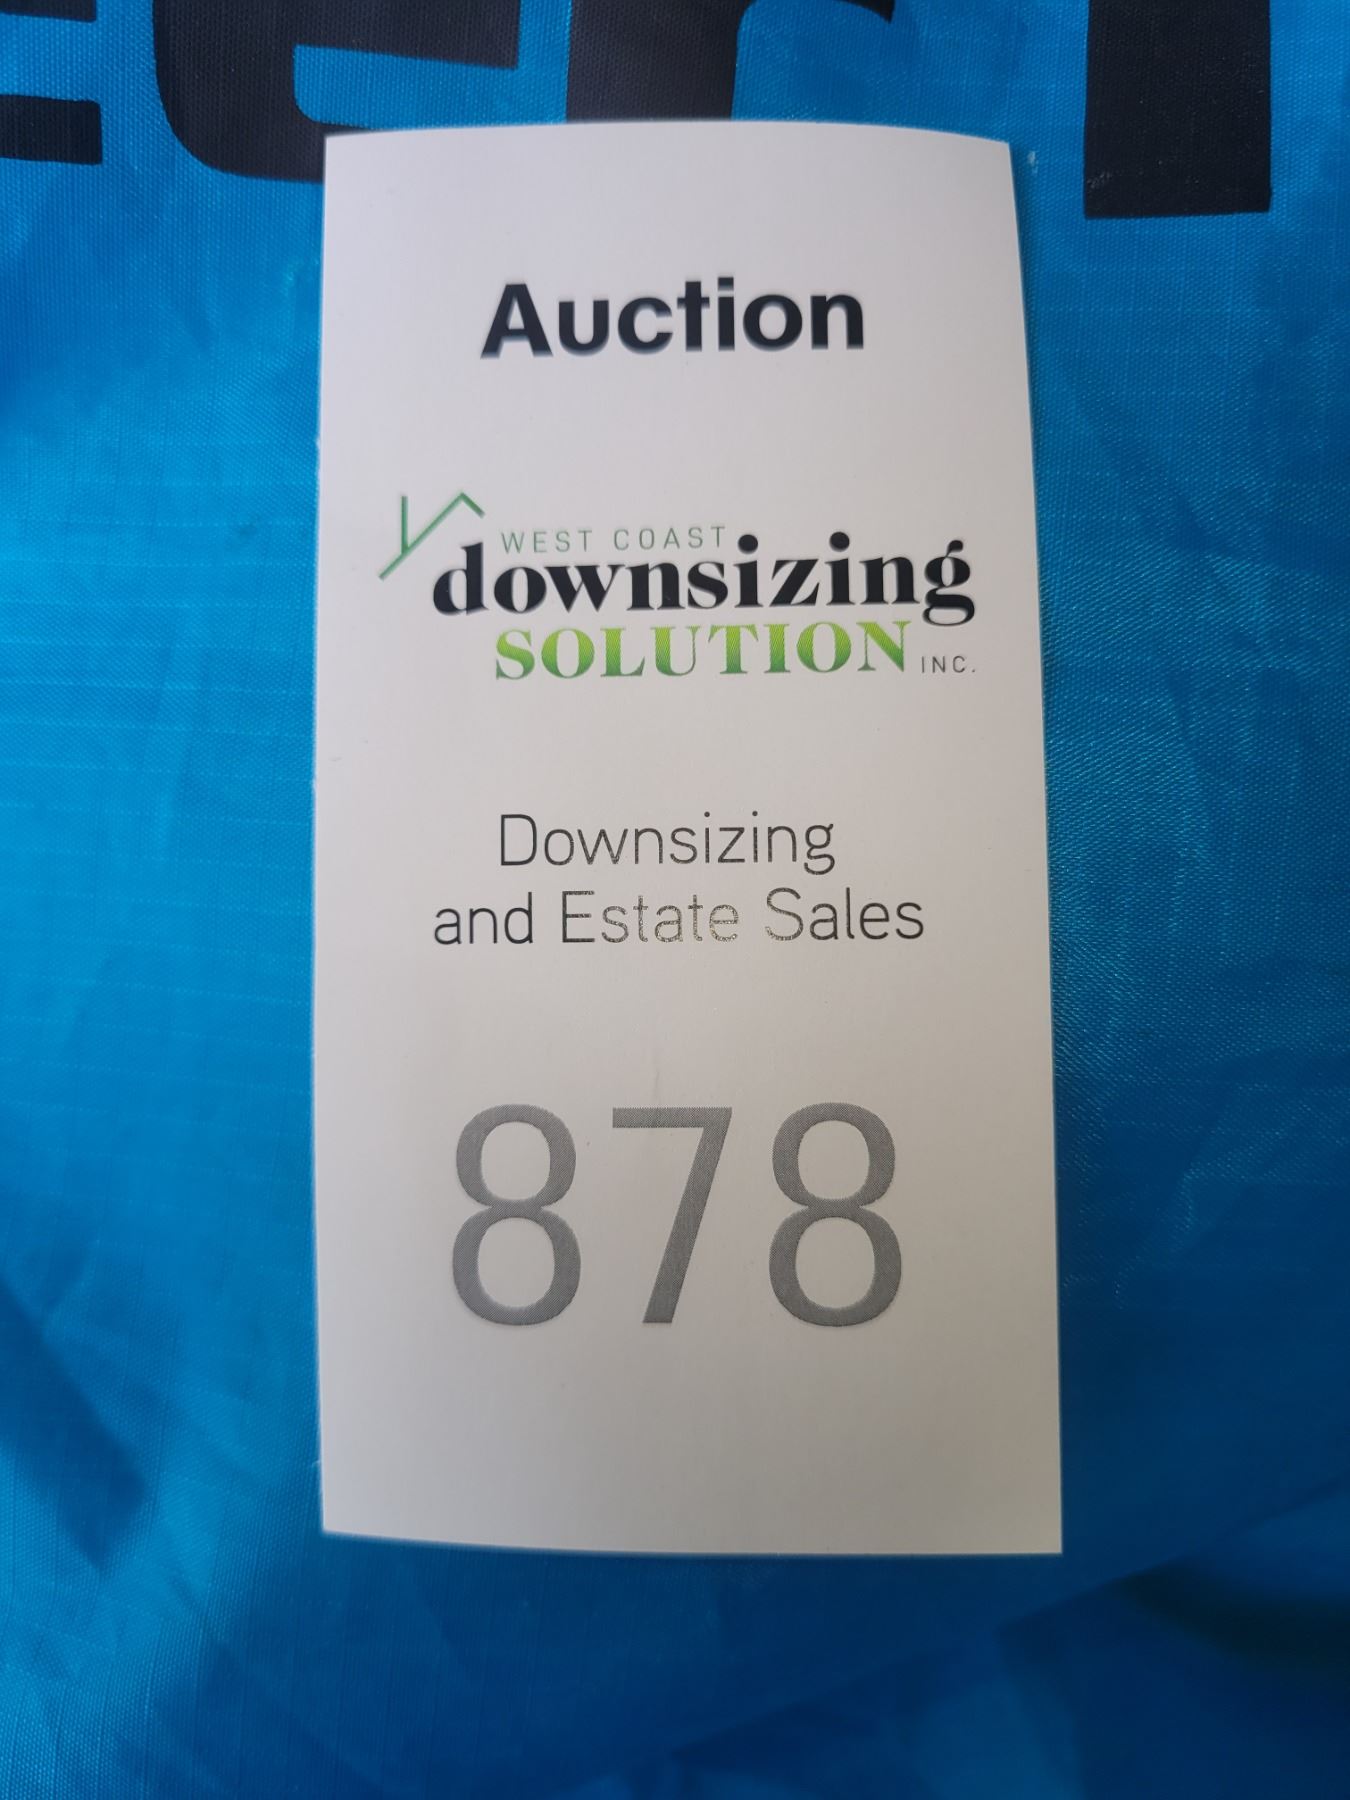 Auction
WEST COAST
downsizing
SOLUTION INC.
Downsizing
and Estate Sales
878